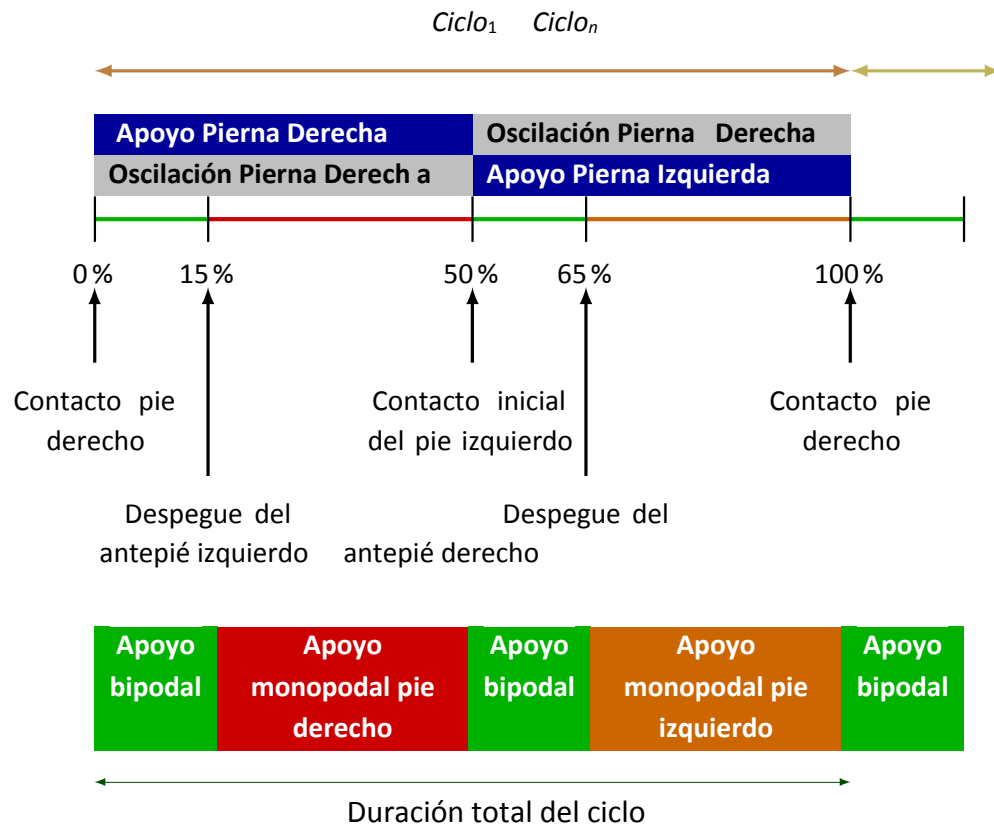 Ciclo1 Ciclon
Apoyo Pierna Derecha
Oscilación Pierna Derecha
Oscilación Pierna Derech a
Apoyo Pierna Izquierda
0 %
15 %
50 %
65 %
100 %
Contacto pie
derecho
Contacto inicial
del pie izquierdo
Contacto pie
derecho
Despegue del
antepié izquierdo
Despegue del
antepié derecho
Apoyo
bipodal
Apoyo
monopodal pie
derecho
Apoyo
bipodal
Apoyo
monopodal pie
izquierdo
Apoyo
bipodal
Duración total del ciclo